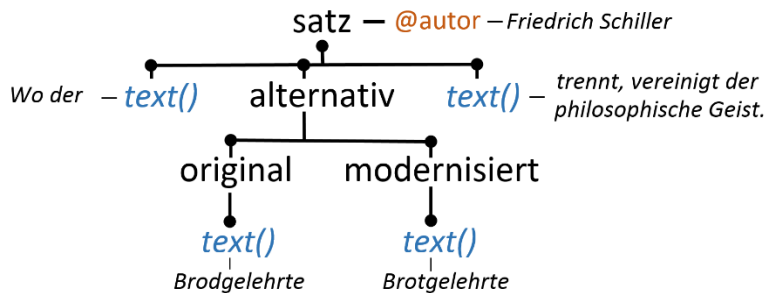 satz – @autor – Friedrich Schiller
Wo der – text() alternativ text() – trennt, vereinigt der
philosophische Geist.
original modernisiert
text() text()
Brodgelehrte Brotgelehrte